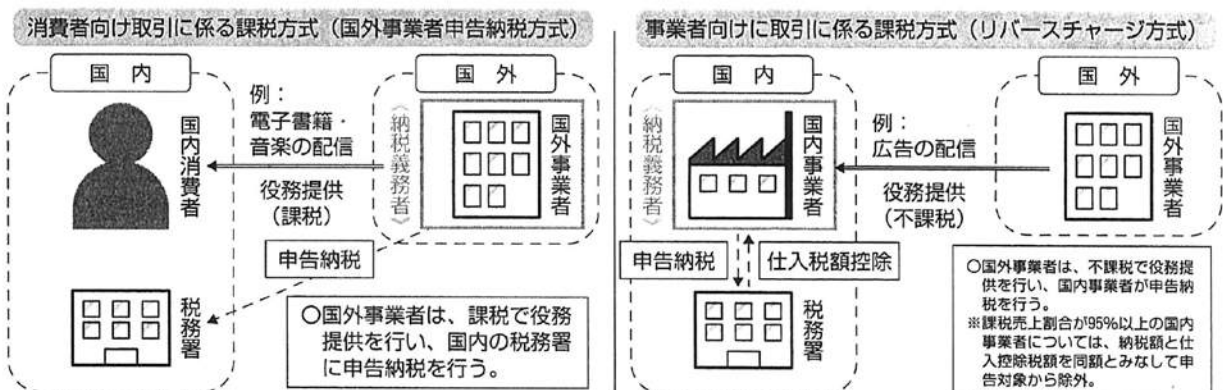 消費者向け取引に係る課税方式（国外事業者申告納税方式）
国内
国外
国内消費者
例：
電子書籍・
音楽の配信
役務提供
（課税）
〈納税義務者〉
国外事業者
申告納税
税務署
○国外事業者は、課税で役務
提供を行い、国内の税務署
に申告納税を行う。
事業者向けに取引に係る課税方式（リバースチャージ方式）
国内
国外
〈納税義務者〉
国内事業者
例：
広告の配信
役務提供
（不課税）
国外事業者
申告納税
仕入税額控除
税務署
○国外事業者は、不課税で役務提
供を行い、国内事業者が申告納
税を行う。
※課税売上割合が95%以上の国内
事業者については、納税額と仕
入控除税額を同額とみなして申
告対象から除外。